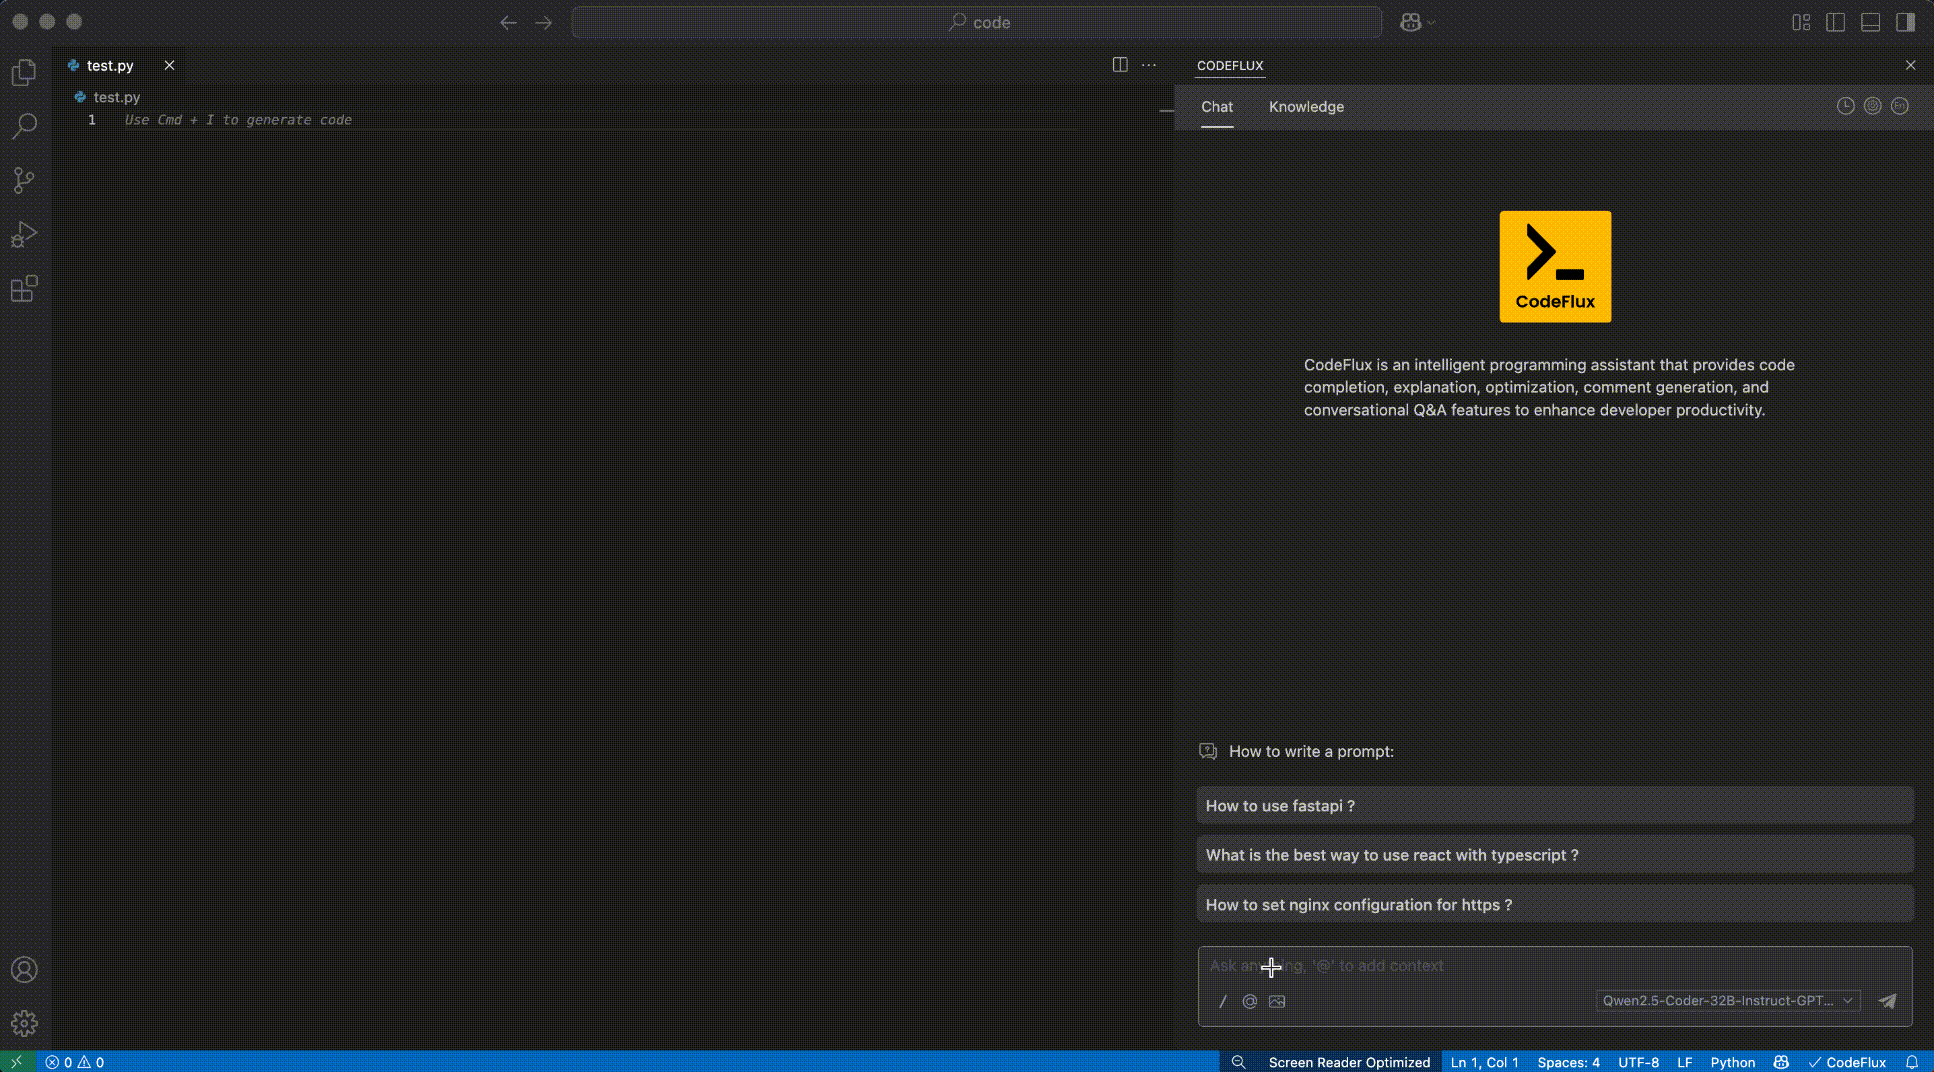 code
test.py
CODEFLUX
test.py
1 Use Cmd + I to generate code
Chat Knowledge
En
CodeFlux
CodeFlux is an intelligent programming assistant that provides code
completion, explanation, optimization, comment generation, and
conversational Q&A features to enhance developer productivity.
How to write a prompt:
How to use fastapi ?
What is the best way to use react with typescript ?
How to set nginx configuration for https ?
Ask anything, '@' to add context
/ @ Qwen2.5-Coder-32B-Instruct-GPT...
0 0 Screen Reader Optimized Ln 1, Col 1 Spaces: 4 UTF-8 LF Python CodeFlux